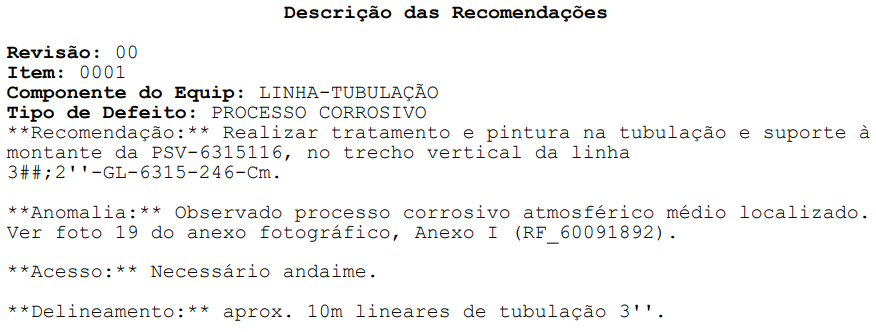 Descrição das Recomendações
Revisão: 00
Item: 0001
Componente do Equip: LINHA-TUBULAÇÃO
Tipo de Defeito: PROCESSO CORROSIVO
**Recomendação:** Realizar tratamento e pintura na tubulação e suporte à
montante da PSV-6315116, no trecho vertical da linha
3##;2''-GL-6315-246-Cm.
**Anomalia:** Observado processo corrosivo atmosférico médio localizado.
Ver foto 19 do anexo fotográfico, Anexo I (RF_60091892).
**Acesso:** Necessário andaime.
**Delineamento:** aprox. 10m lineares de tubulação 3''.